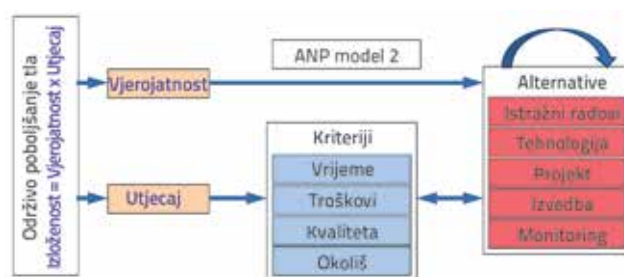 Održivo poboljšanje tla
Izloženost = Vjerojatnost x Utjecaj
Vjerojatnost
Utjecaj
ANP model 2
Kriteriji
Vrijeme
Troškovi
Kvaliteta
Okoliš
Alternative
Istražni radovi
Tehnologija
Projekt
Izvedba
Monitoring